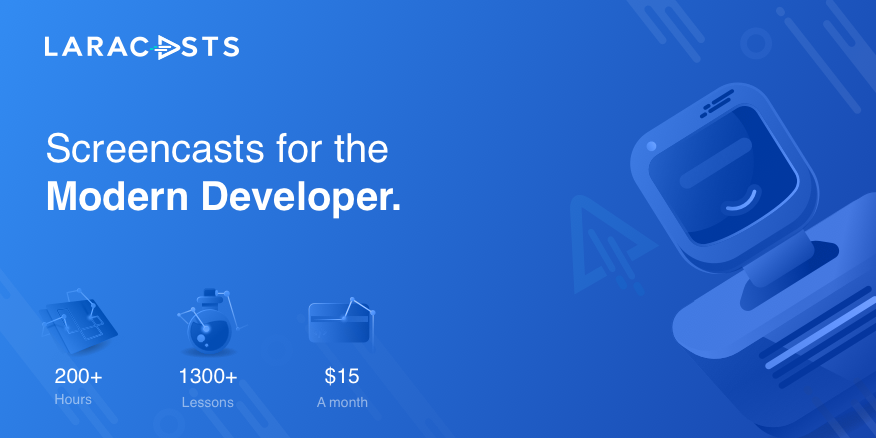 LARACASTS
Screencasts for the
Modern Developer.
200+
Hours
1300+
Lessons
$15
A month